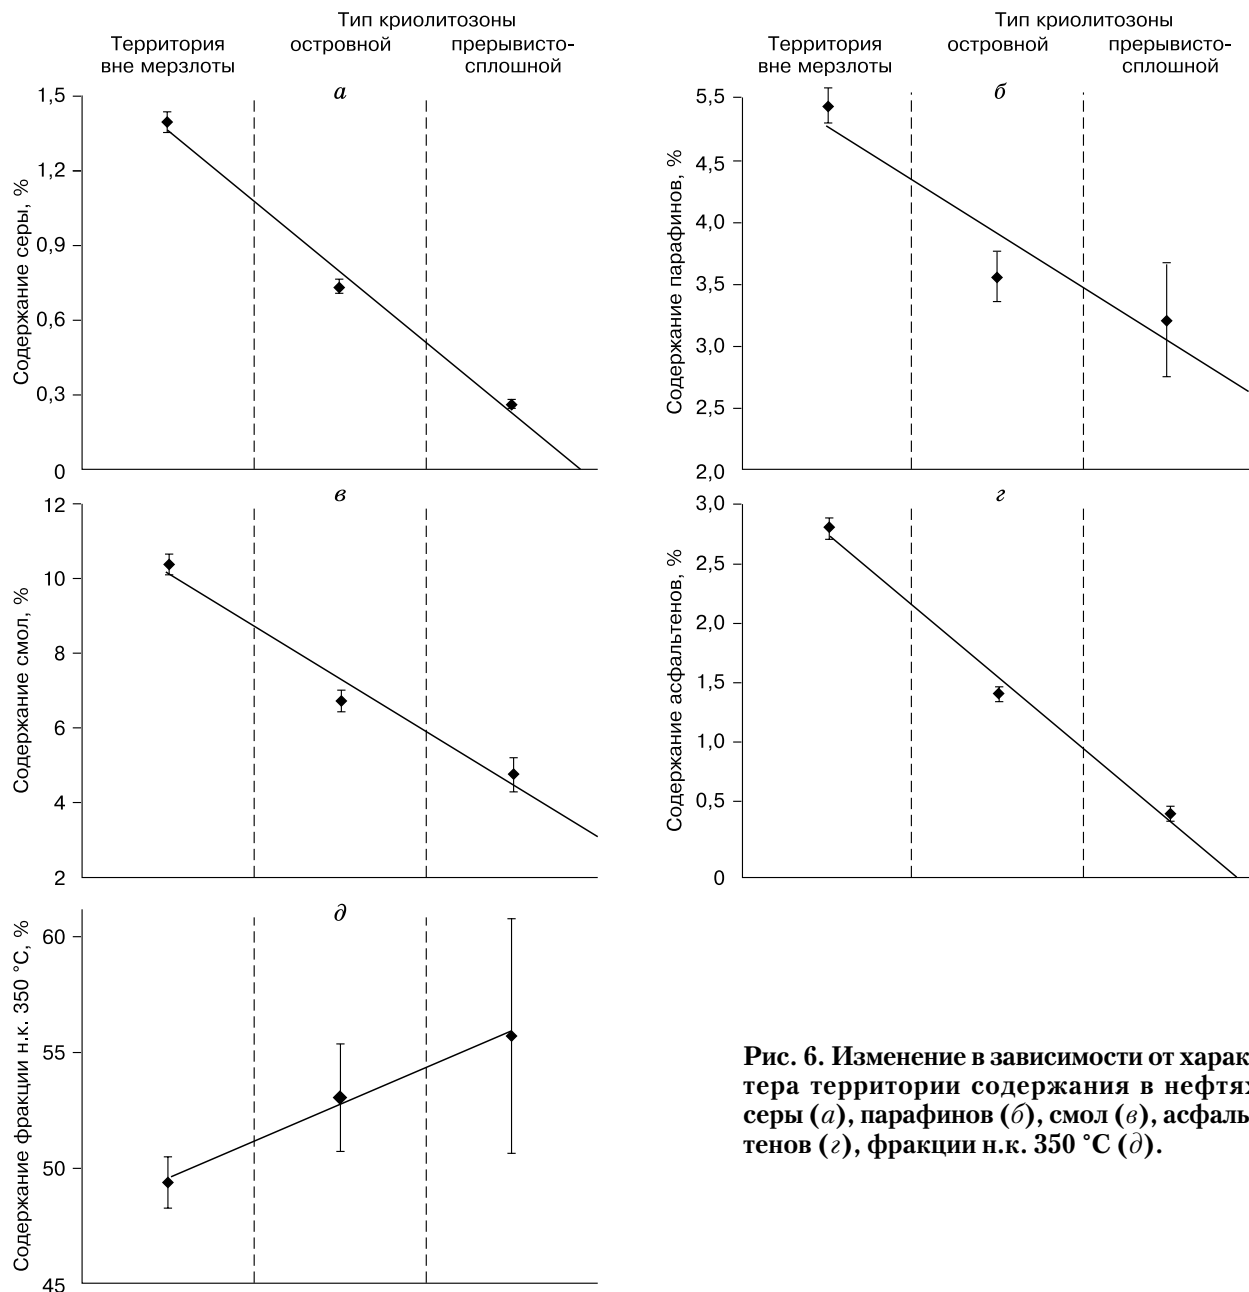 Тип криолитозоны
Территория вне мерзлоты
островной
прерывисто-
сплошной
а
Содержание серы, %
1,5
1,2
0,9
0,6
0,3
0
Тип криолитозоны
Территория
вне мерзлоты
островной
прерывисто-
сплошной
б
Содержание парафинов, %
5,5
4,5
4,0
3,5
3,0
2,5
2,0
в
Содержание смол, %
12
10
8
6
4
2
г
Содержание асфальтенов, %
3,0
2,5
2,0
1,5
1,0
0,5
0
д
Содержание фракции н.к. 350 °С, %
60
55
50
45
Рис. 6. Изменение в зависимости от харак-
тера территории содержания в нефтях
серы (а), парафинов (б), смол (в), асфаль-
тенов (г), фракции н.к. 350 °С (д).